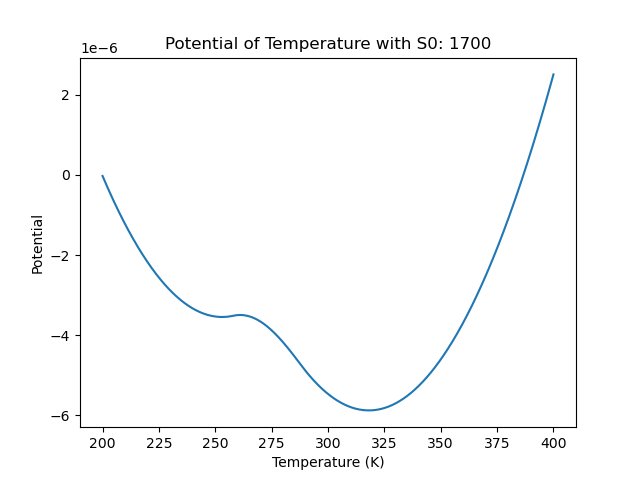 Potential of Temperature with S0: 1700
1e−6
2
0
−2
−4
−6
Potential
200 225 250 275 300 325 350 375 400
Temperature (K)